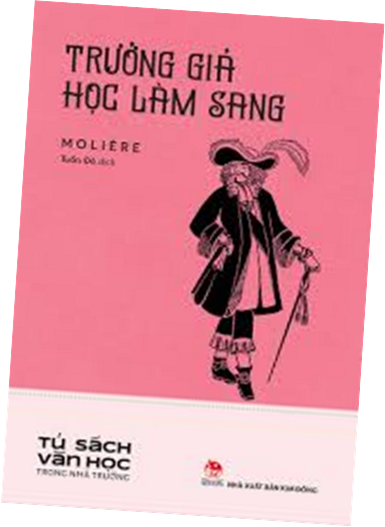 TRƯỞNG GIẢ
HỌC LÀM SANG
MOLIÈRE
Tuấn Đô dịch
TỦ SÁCH
VĂN HỌC
TRONG NHÀ TRƯỜNG
NHÀ XUẤT BẢN KIM ĐỒNG